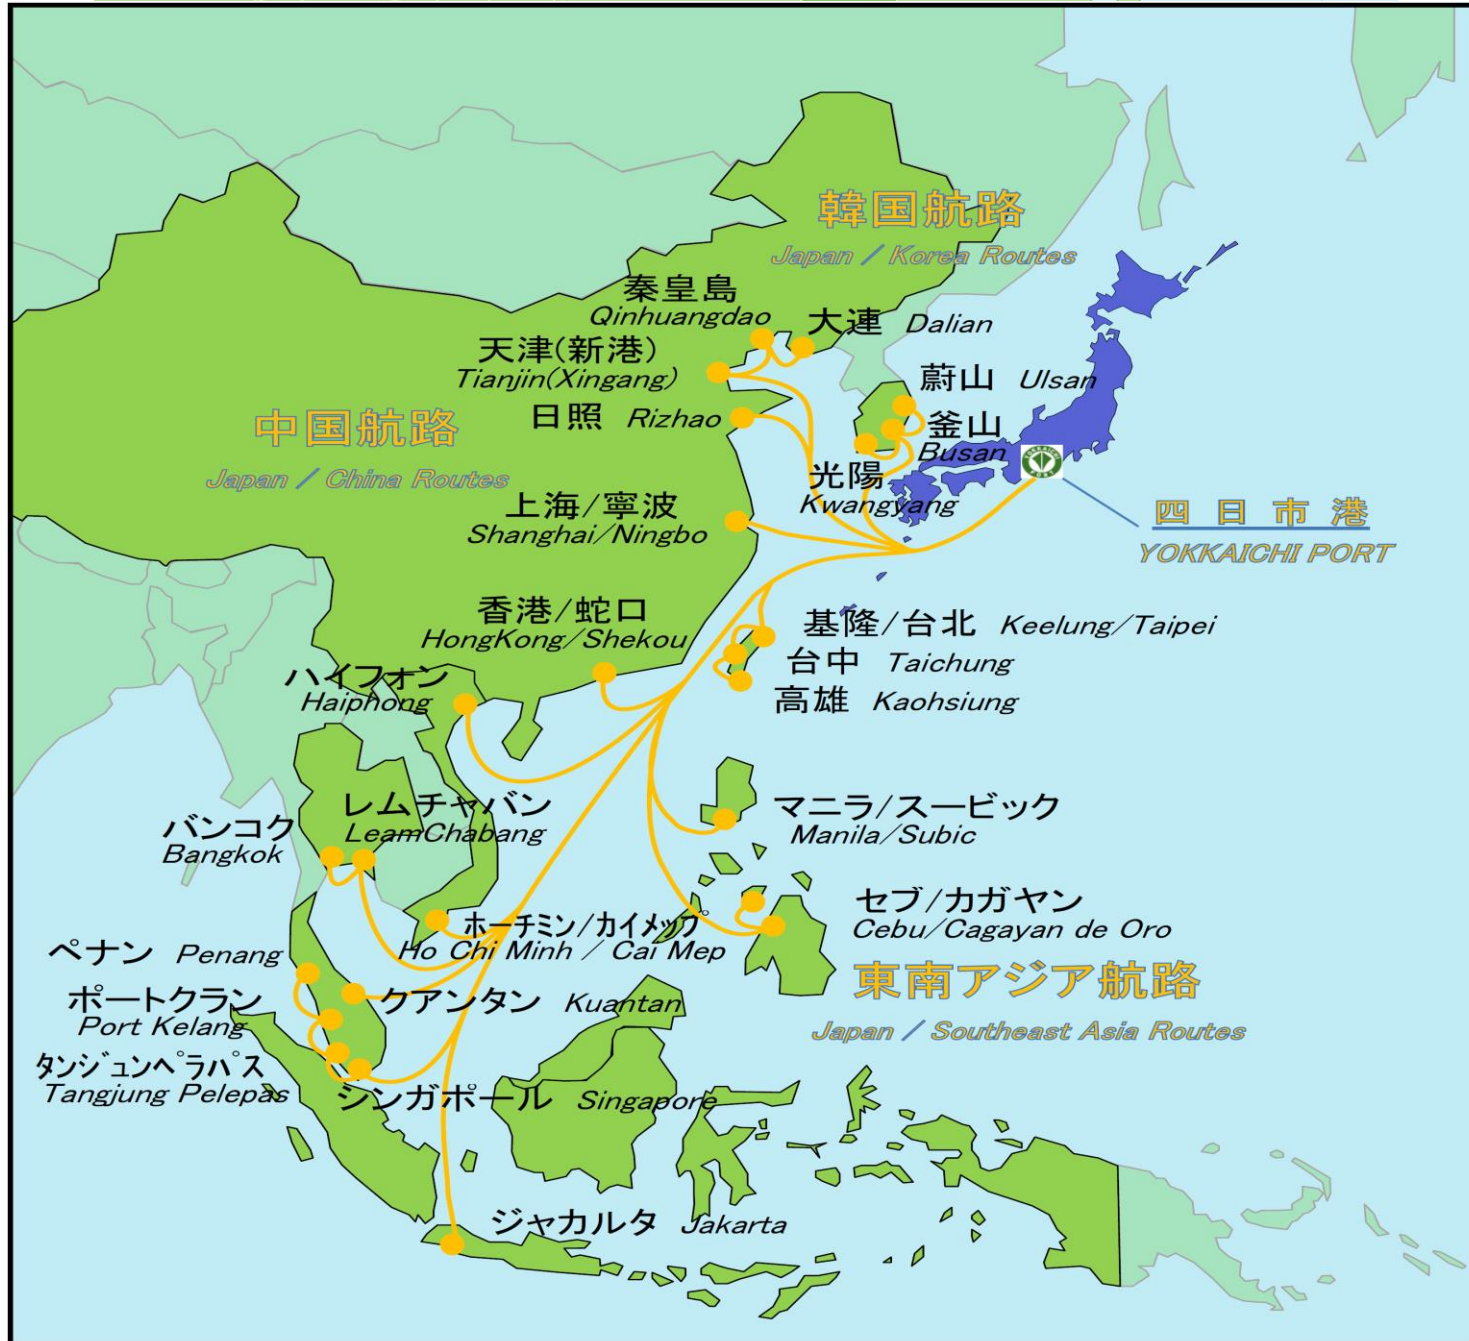 韓国航路
Japan / Korea Routes
秦皇島
Qinhuangdao
大連 Dalian
天津(新港)
Tianjin(Xingang)
蔚山 Ulsan
日照 Rizhao
釜山
Busan
中国航路
Japan / China Routes
光陽
Kwangyang
上海/寧波
Shanghai/Ningbo
四日市港
YOKKAICHI PORT
香港/蛇口
HongKong/Shekou
基隆/台北 Keelung/Taipei
台中 Taichung
高雄 Kaohsiung
ハイフォン
Haiphong
レムチャバン
LeamChabang
バンコク
Bangkok
マニラ/スービック
Manila/Subic
セブ/カガヤン
Cebu/Cagayan de Oro
ホーチミン/カイメップ
Ho Chi Minh / Cai Mep
ペナン Penang
東南アジア航路
Japan / Southeast Asia Routes
ポートクラン
Port Kelang
クアンタン Kuantan
タンジュンペラパス
Tangjung Pelepas
シンガポール Singapore
ジャカルタ Jakarta